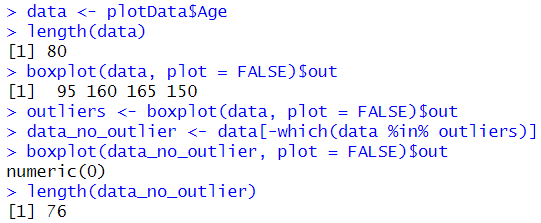 > data <- plotData$Age
> length(data)
[1] 80
> boxplot(data, plot = FALSE)$out
[1]  95 160 165 150
> outliers <- boxplot(data, plot = FALSE)$out
> data_no_outlier <- data[-which(data %in% outliers)]
> boxplot(data_no_outlier, plot = FALSE)$out
numeric(0)
> length(data_no_outlier)
[1] 76